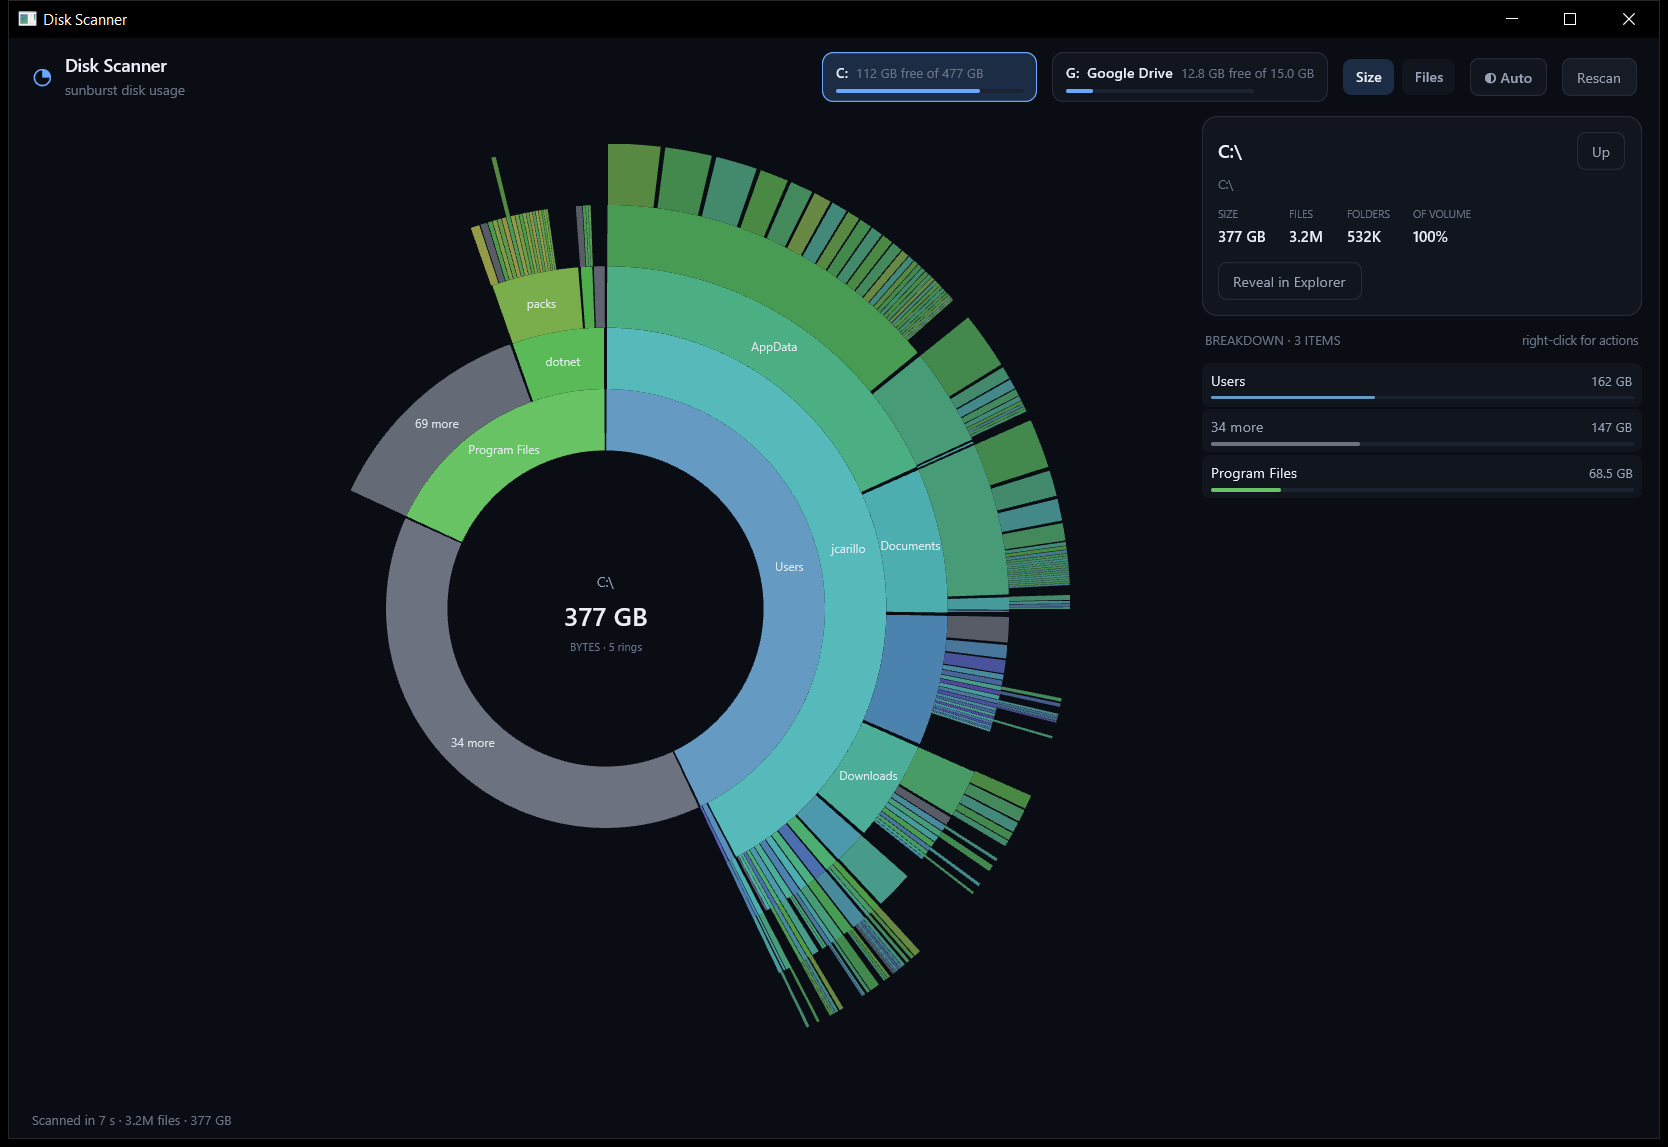 Disk Scanner
Disk Scanner
sunburst disk usage
C: 112 GB free of 477 GB
G: Google Drive 12.8 GB free of 15.0 GB
Size
Files
Auto
Rescan
C:\
Up
C:\
SIZE FILES FOLDERS OF VOLUME
377 GB 3.2M 532K 100%
Reveal in Explorer
BREAKDOWN · 3 ITEMS right-click for actions
Users 162 GB
34 more 147 GB
Program Files 68.5 GB
packs
dotnet
AppData
69 more
Program Files
Documents
jcarillo
Users
C:\
377 GB
BYTES · 5 rings
34 more
Downloads
Scanned in 7 s · 3.2M files · 377 GB